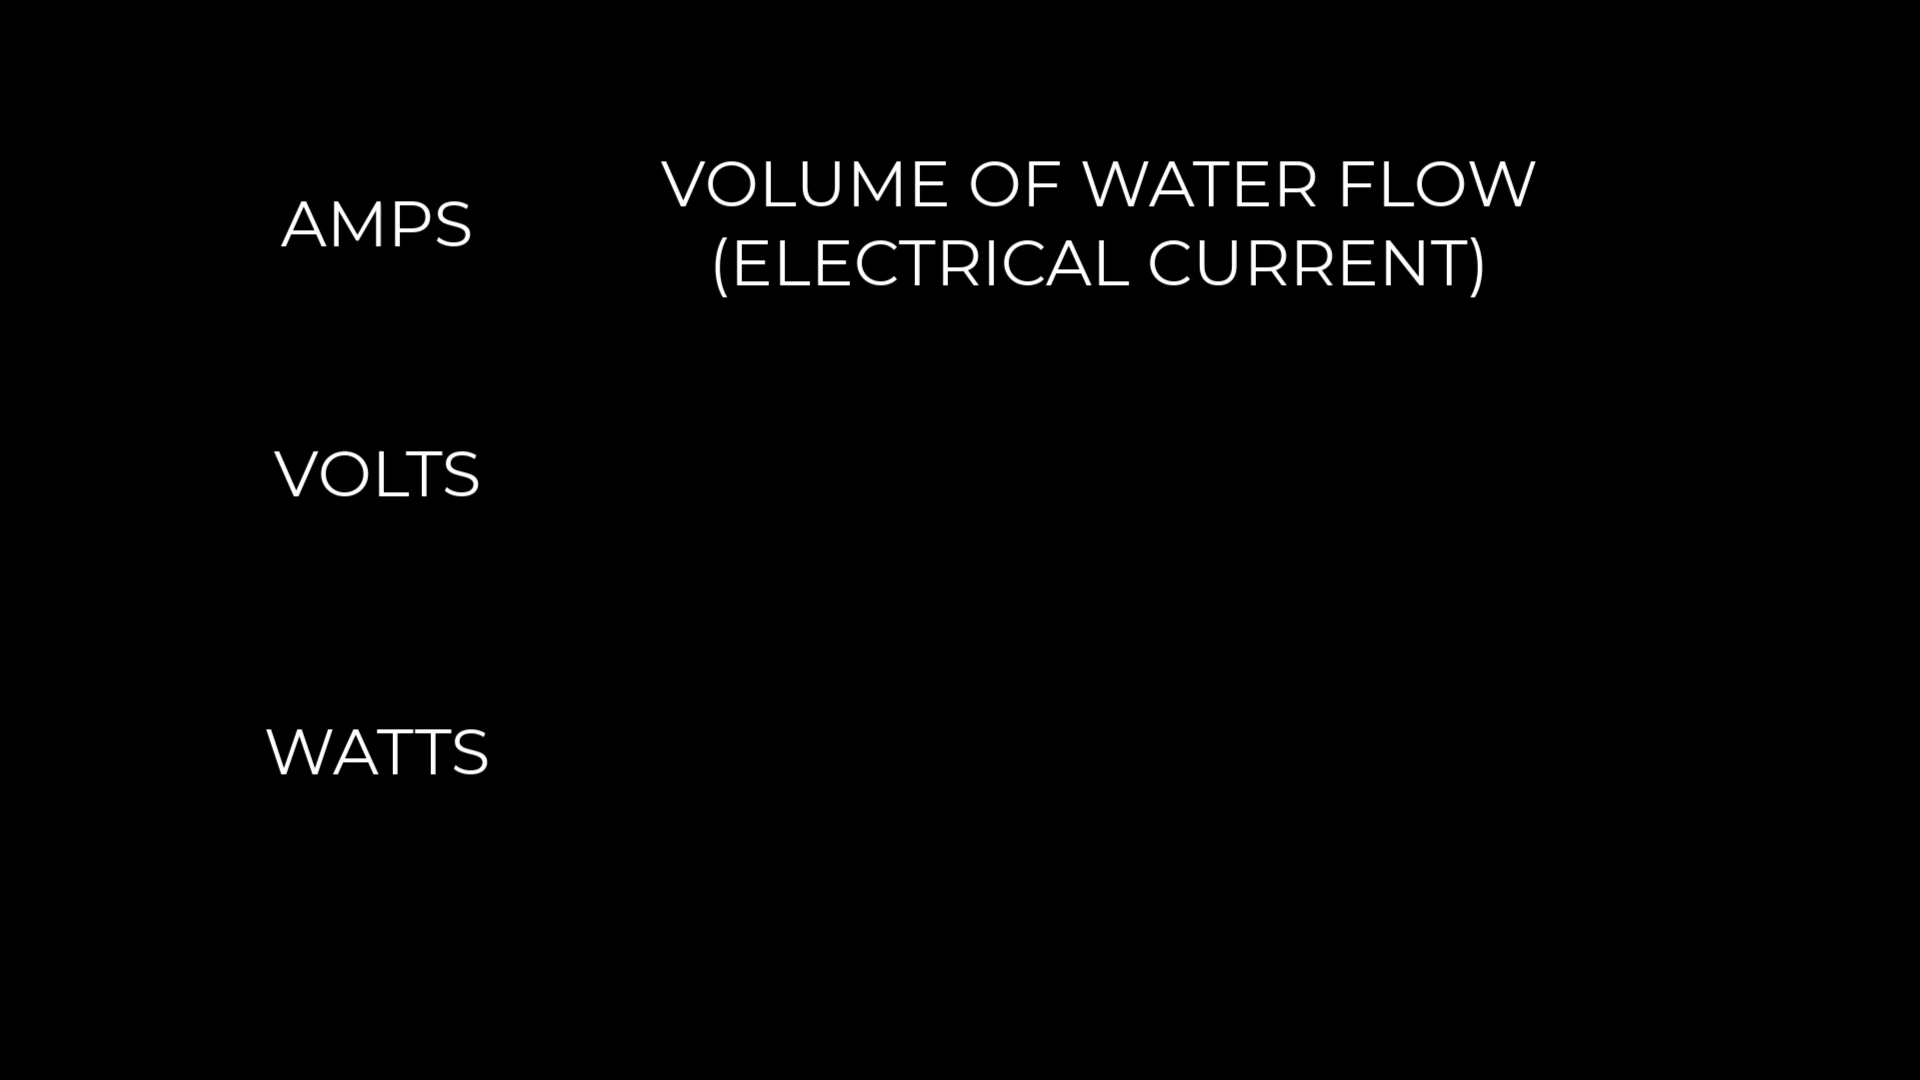 AMPS
VOLUME OF WATER FLOW
(ELECTRICAL CURRENT)
VOLTS
WATTS